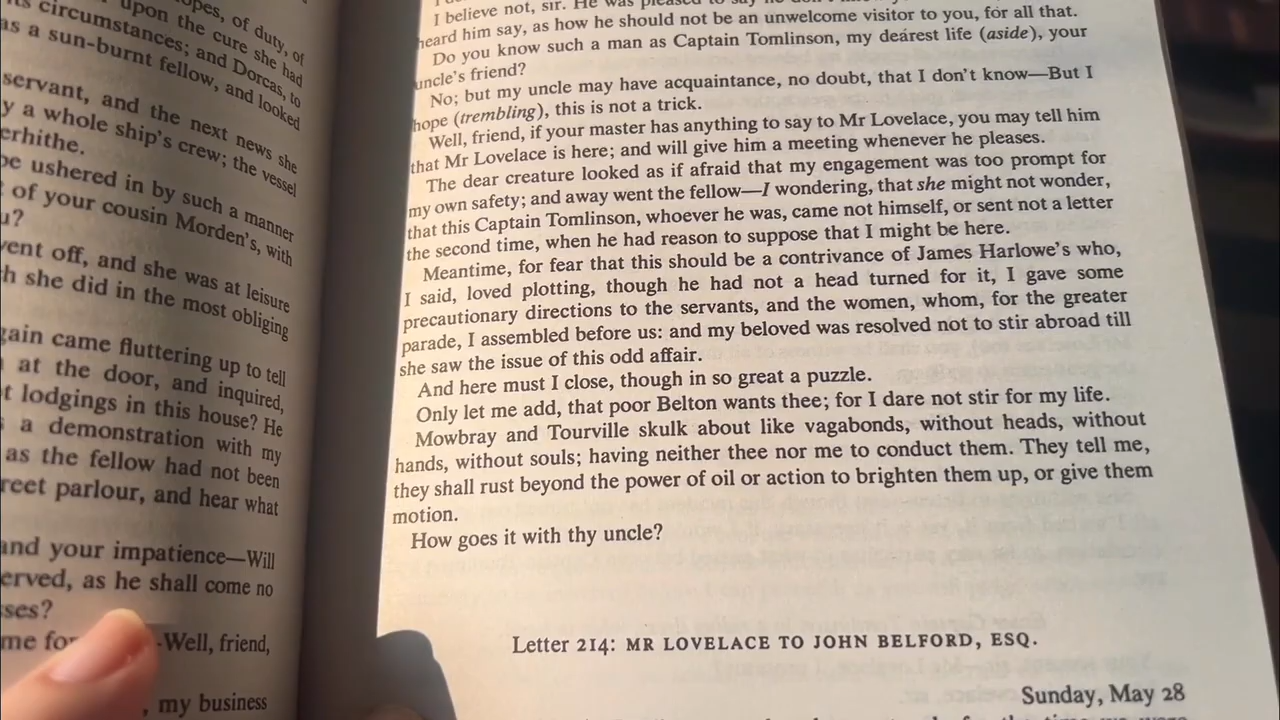 opes, of duty, of
upon the cure she had
circumstances; and Dorcas, to
as a sun-burnt fellow, and looked
servant, and the next news she
y a whole ship's crew; the vessel
erhithe.
be ushered in by such a manner
of your cousin Morden's, with
u?
vent off, and she was at leisure
h she did in the most obliging
gain came fluttering up to tell
at the door, and inquired,
t lodgings in this house? He
a demonstration with my
as the fellow had not been
reet parlour, and hear what
and your impatience—Will
erved, as he shall come no
sses?
me for -Well, friend,
, my business
I believe not, sir. He was pleased to say
heard him say, as how he should not be an unwelcome visitor to you, for all that.
Do you know such a man as Captain Tomlinson, my dearest life (aside), your
uncle's friend?
No; but my uncle may have acquaintance, no doubt, that I don't know—But I
hope (trembling), this is not a trick.
Well, friend, if your master has anything to say to Mr Lovelace, you may tell him
that Mr Lovelace is here; and will give him a meeting whenever he pleases.
The dear creature looked as if afraid that my engagement was too prompt for
my own safety; and away went the fellow—I wondering, that she might not wonder,
that this Captain Tomlinson, whoever he was, came not himself, or sent not a letter
the second time, when he had reason to suppose that I might be here.
Meantime, for fear that this should be a contrivance of James Harlowe's who,
I said, loved plotting, though he had not a head turned for it, I gave some
precautionary directions to the servants, and the women, whom, for the greater
parade, I assembled before us: and my beloved was resolved not to stir abroad till
she saw the issue of this odd affair.
And here must I close, though in so great a puzzle.
Only let me add, that poor Belton wants thee; for I dare not stir for my life.
Mowbray and Tourville skulk about like vagabonds, without heads, without
hands, without souls; having neither thee nor me to conduct them. They tell me,
they shall rust beyond the power of oil or action to brighten them up, or give them
motion.
How goes it with thy uncle?
Letter 214: MR LOVELACE TO JOHN BELFORD, ESQ.
Sunday, May 28